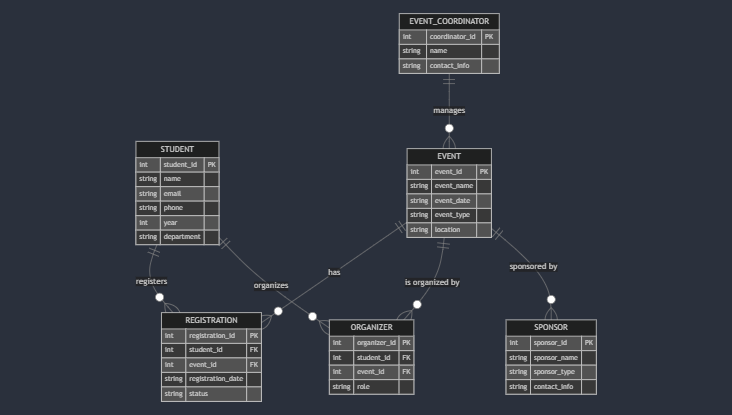 EVENT_COORDINATOR
int coordinator_id PK
string name
string contact_info
manages
STUDENT
int student_id PK
string name
string email
string phone
int year
string department
EVENT
int event_id PK
string event_name
string event_date
string event_type
string location
registers
organizes
has
is organized by
sponsored by
REGISTRATION
int registration_id PK
int student_id FK
int event_id FK
string registration_date
string status
ORGANIZER
int organizer_id PK
int student_id FK
int event_id FK
string role
SPONSOR
int sponsor_id PK
string sponsor_name
string sponsor_type
string contact_info